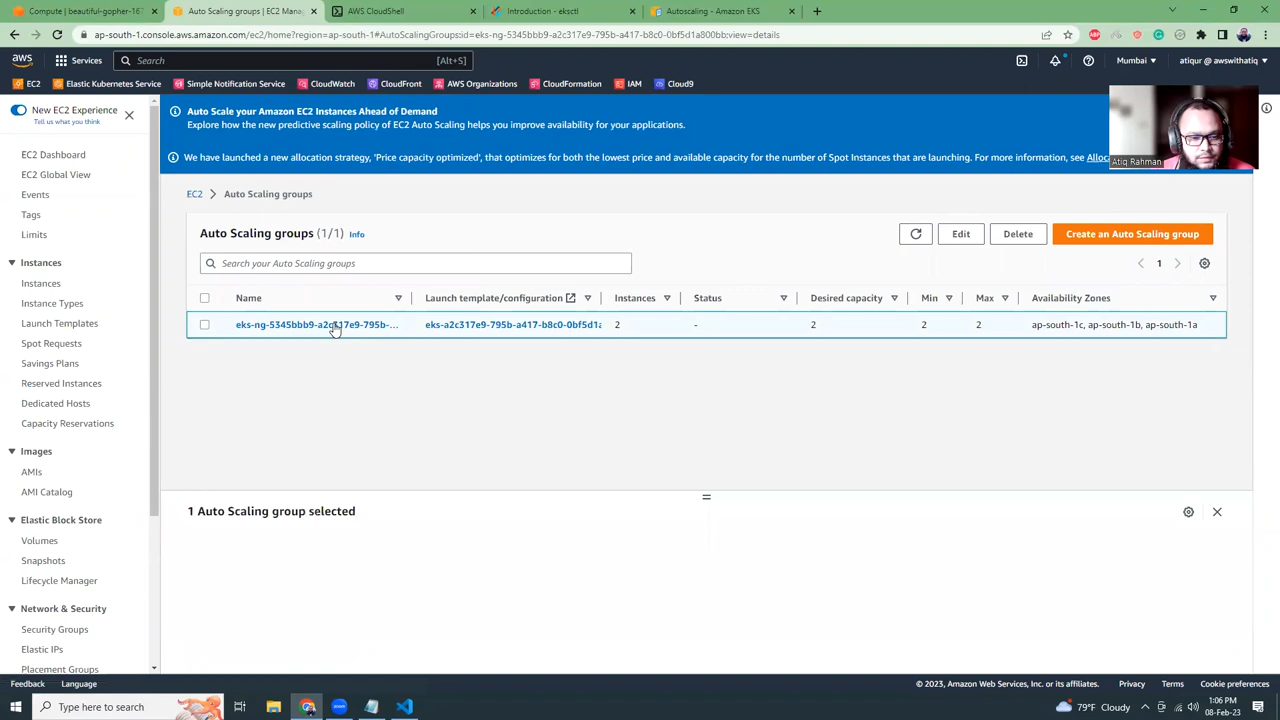 Compute | beautiful-gopher-167
Auto Scaling groups | EC2 Manag
AWS CloudShell
Introduction - eksctl
Autoscaling - Amazon EKS
ap-south-1.console.aws.amazon.com/ec2/home?region=ap-south-1#AutoScalingGroups:id=eks-ng-5345bbb9-a2c317e9-795b-a417-b8c0-0bf5d1a800bb;view=details
aws
Services
Search
[Alt+S]
Mumbai
atiqur @ awswithatiq
EC2
Elastic Kubernetes Service
Simple Notification Service
CloudWatch
CloudFront
AWS Organizations
CloudFormation
IAM
Cloud9
New EC2 Experience
Tell us what you think
EC2 Dashboard
EC2 Global View
Events
Tags
Limits
Instances
Instances
Instance Types
Launch Templates
Spot Requests
Savings Plans
Reserved Instances
Dedicated Hosts
Capacity Reservations
Images
AMIs
AMI Catalog
Elastic Block Store
Volumes
Snapshots
Lifecycle Manager
Network & Security
Security Groups
Elastic IPs
Placement Groups
Auto Scale your Amazon EC2 Instances Ahead of Demand
Explore how the new predictive scaling policy of EC2 Auto Scaling helps you improve availability for your applications.
We have launched a new allocation strategy, 'Price capacity optimized', that optimizes for both the lowest price and available capacity for the number of Spot Instances that are launching. For more information, see Alloc
Atiq Rahman
EC2 > Auto Scaling groups
Auto Scaling groups (1/1) Info
Edit
Delete
Create an Auto Scaling group
Search your Auto Scaling groups
1
Name
Launch template/configuration
Instances
Status
Desired capacity
Min
Max
Availability Zones
eks-ng-5345bbb9-a2c317e9-795b-...
eks-a2c317e9-795b-a417-b8c0-0bf5d1a
2
-
2
2
2
ap-south-1c, ap-south-1b, ap-south-1a
1 Auto Scaling group selected
Feedback
Language
© 2023, Amazon Web Services, Inc. or its affiliates.
Privacy
Terms
Cookie preferences
Type here to search
zoom
79°F Cloudy
1:06 PM
08-Feb-23